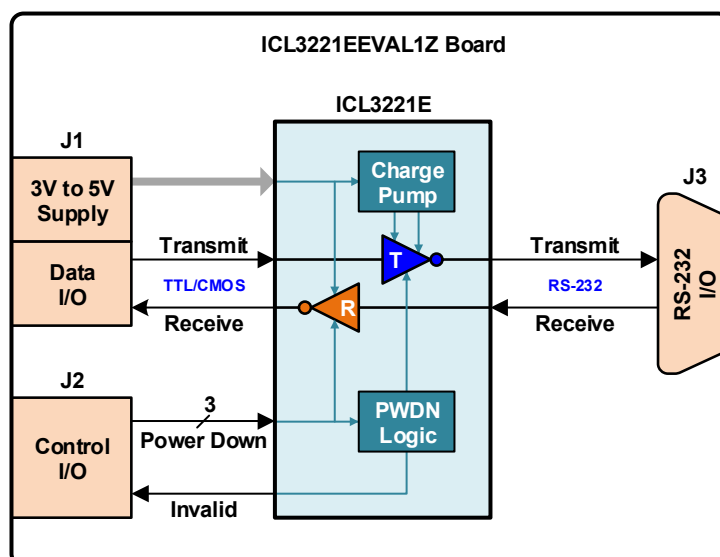 ICL3221EEVAL1Z Board
ICL3221E
J1
3V to 5V
Supply
Data
I/O
Transmit
TTL/CMOS
Receive
Charge
Pump
T
R
Transmit
RS-232
Receive
J3
RS-232
I/O
J2
Control
I/O
3
Power Down
Invalid
PWDN
Logic